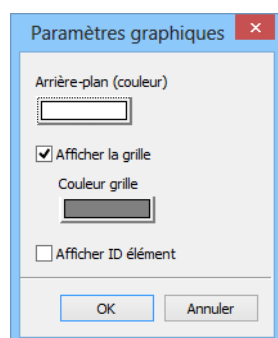 Paramètres graphiques
Arrière-plan (couleur)
Afficher la grille
Couleur grille
Afficher ID élément
OK Annuler